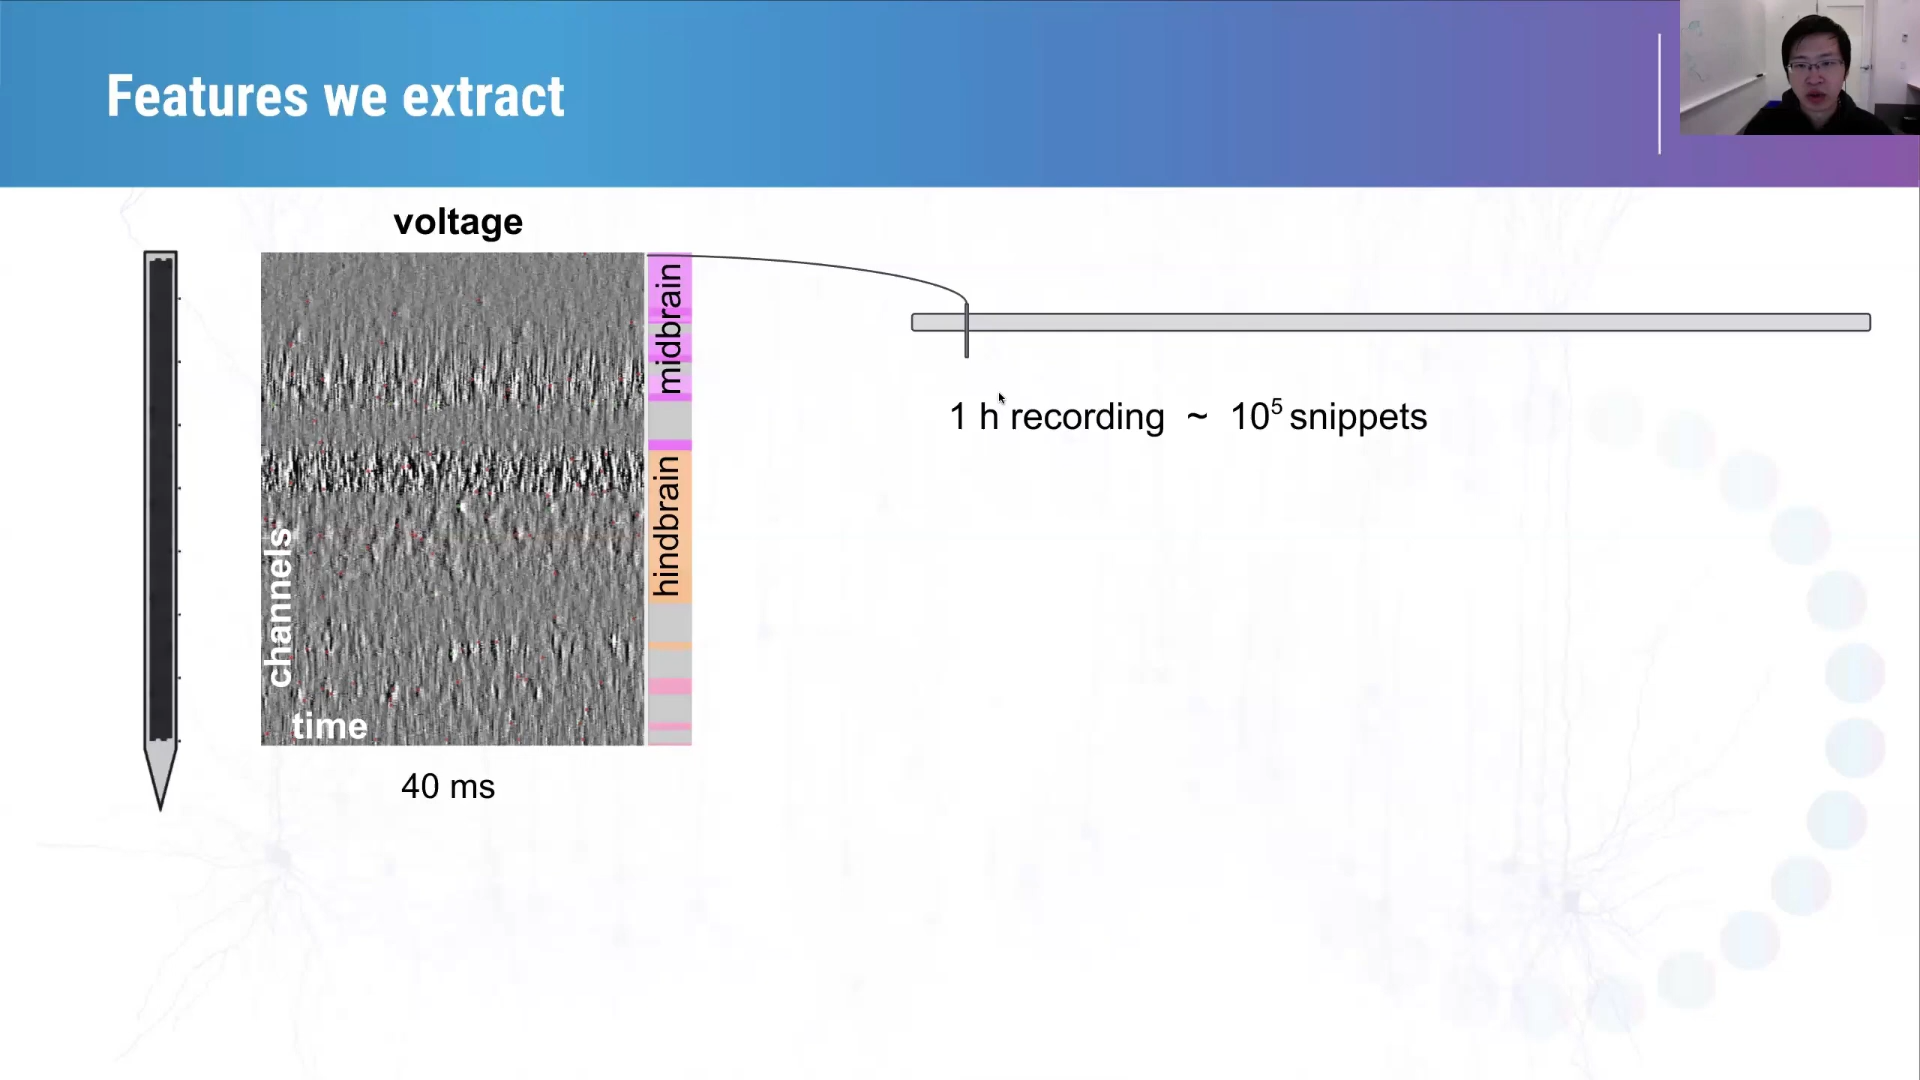 Features we extract
voltage
midbrain
hindbrain
channels
time
40 ms
1 h recording ~ 10⁵ snippets